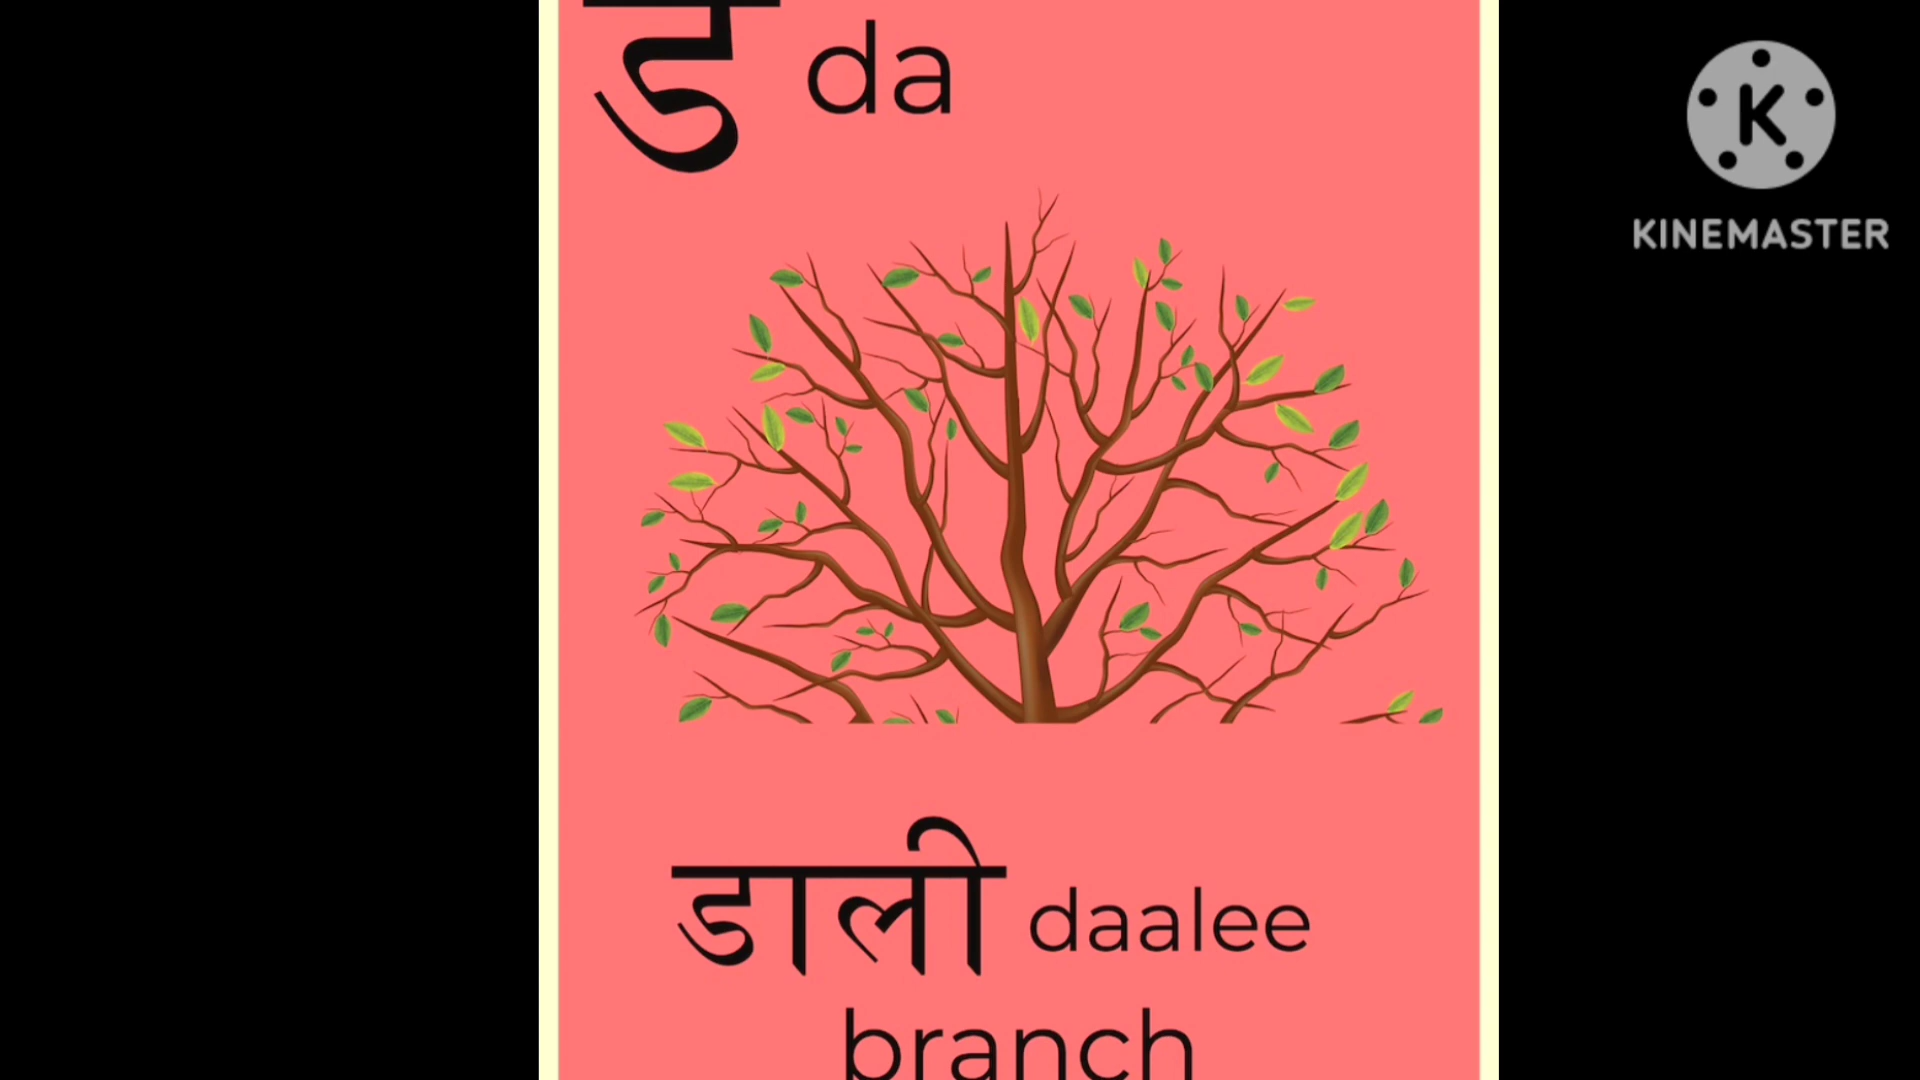 ड da
K
KINEMASTER
डाली daalee
branch